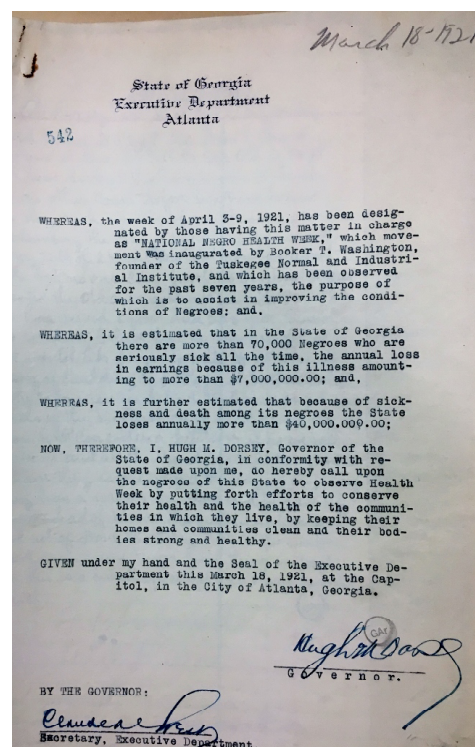 March 18-1921
State of Georgia
Executive Department
Atlanta
542
WHEREAS, the week of April 3-9, 1921, has been desig-
nated by those having this matter in charge
as "NATIONAL NEGRO HEALTH WEEK," which move-
ment was inaugurated by Booker T. Washington,
founder of the Tuskegee Normal and Industri-
al Institute, and which has been observed
for the past seven years, the purpose of
which is to assist in improving the condi-
tions of Negroes: and.
WHEREAS, it is estimated that in the State of Georgia
there are more than 70,000 Negroes who are
seriously sick all the time, the annual loss
in earnings because of this illness amount-
ing to more than $7,000,000.00; and,
WHEREAS, it is further estimated that because of sick-
ness and death among its negroes the State
loses annually more than $40,000.000.00;
NOW, THEREFORE, I, HUGH M. DORSEY, Governor of the
State of Georgia, in conformity with re-
quest made upon me, do hereby call upon
the negroes of this State to observe Health
Week by putting forth efforts to conserve
their health and the health of the communi-
ties in which they live, by keeping their
homes and communities clean and their bod-
ies strong and healthy.
GIVEN under my hand and the Seal of the Executive De-
partment this March 18, 1921, at the Cap-
itol, in the City of Atlanta, Georgia.
Hugh M Dorsey
Governor.
BY THE GOVERNOR:
Secretary, Executive Department